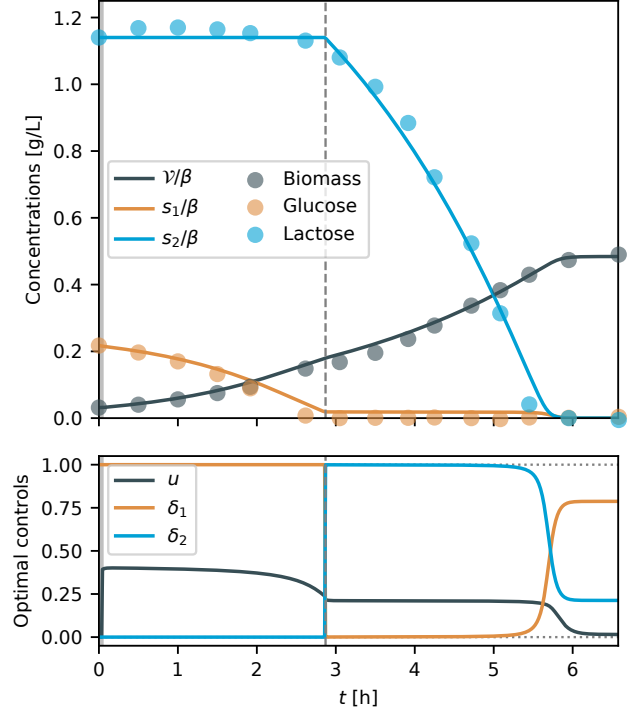 1.2
1.0
0.8
0.6
0.4
0.2
0.0
Concentrations [g/L]
𝒱/β
s₁/β
s₂/β
Biomass
Glucose
Lactose
1.00
0.75
0.50
0.25
0.00
Optimal controls
u
δ₁
δ₂
0
1
2
3
4
5
6
t [h]